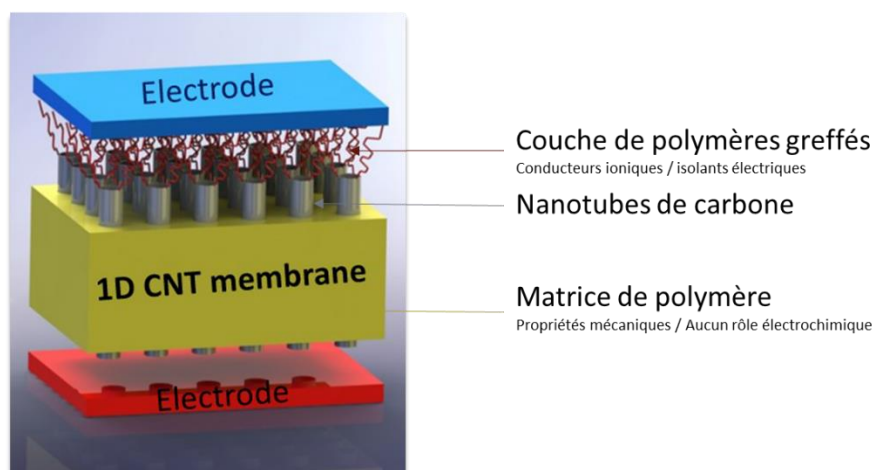 Electrode
Couche de polymères greffés
Conducteurs ioniques / isolants électriques
Nanotubes de carbone
1D CNT membrane
Matrice de polymère
Propriétés mécaniques / Aucun rôle électrochimique
Electrode